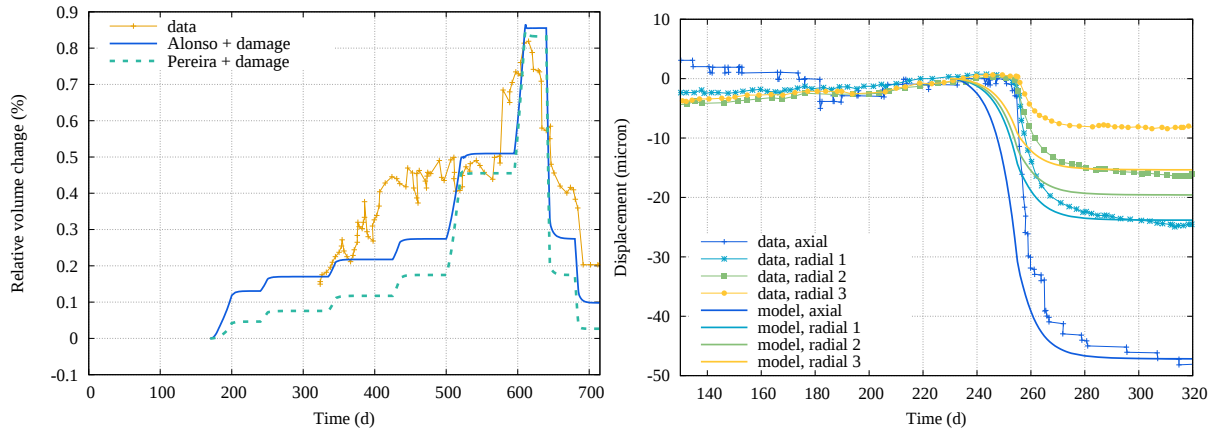 Relative volume change (%)
0.9
0.8
0.7
0.6
0.5
0.4
0.3
0.2
0.1
0
-0.1
data
Alonso + damage
Pereira + damage
0 100 200 300 400 500 600 700
Time (d)
Displacement (micron)
10
0
-10
-20
-30
-40
-50
data, axial
data, radial 1
data, radial 2
data, radial 3
model, axial
model, radial 1
model, radial 2
model, radial 3
140 160 180 200 220 240 260 280 300 320
Time (d)